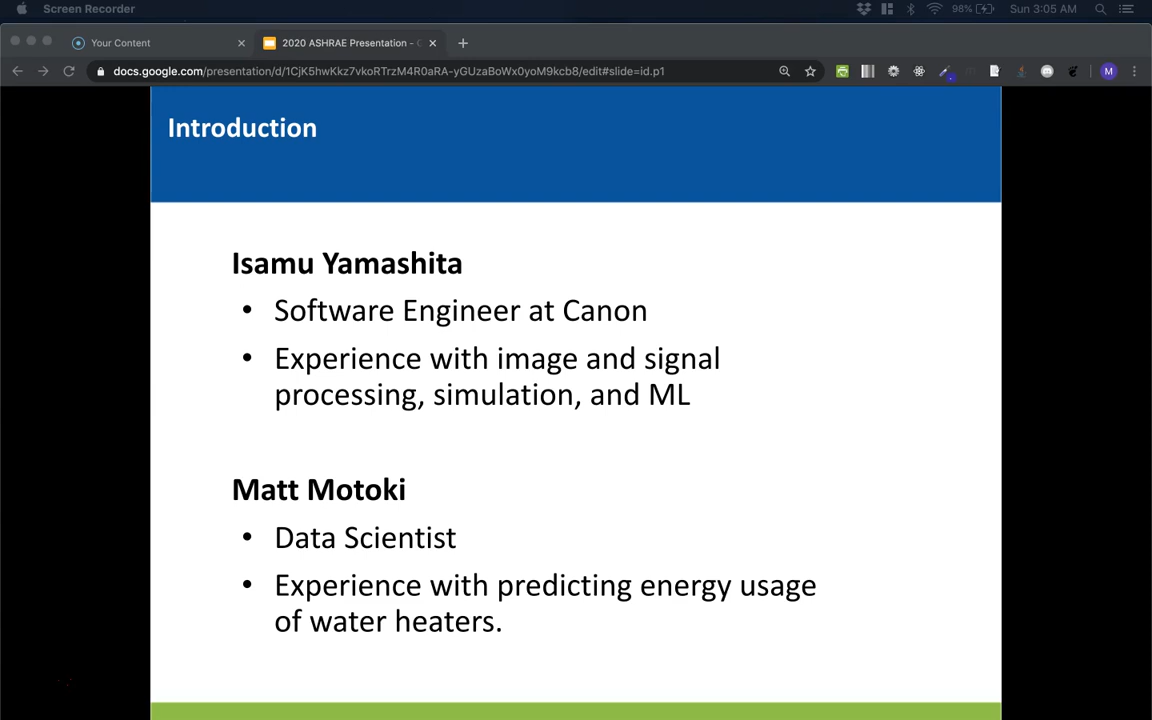 Screen Recorder
98%
Sun 3:05 AM
Your Content
2020 ASHRAE Presentation -
docs.google.com/presentation/d/1CjK5hwKkz7vkoRTrzM4R0aRA-yGUzaBoWx0yoM9kcb8/edit#slide=id.p1
M
Introduction
Isamu Yamashita
• Software Engineer at Canon
• Experience with image and signal
processing, simulation, and ML
Matt Motoki
• Data Scientist
• Experience with predicting energy usage
of water heaters.